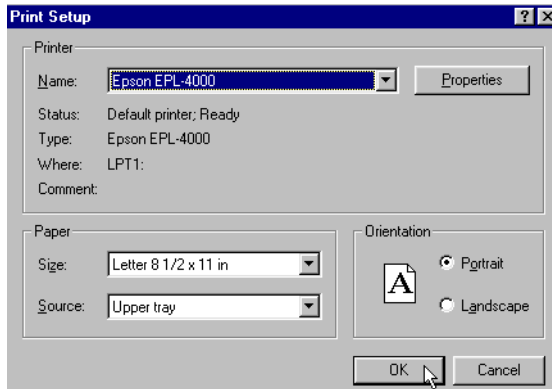 Print Setup
Printer
Name: Epson EPL-4000 Properties
Status: Default printer; Ready
Type: Epson EPL-4000
Where: LPT1:
Comment:
Paper
Size: Letter 8 1/2 x 11 in
Source: Upper tray
Orientation
A
Portrait
Landscape
OK Cancel